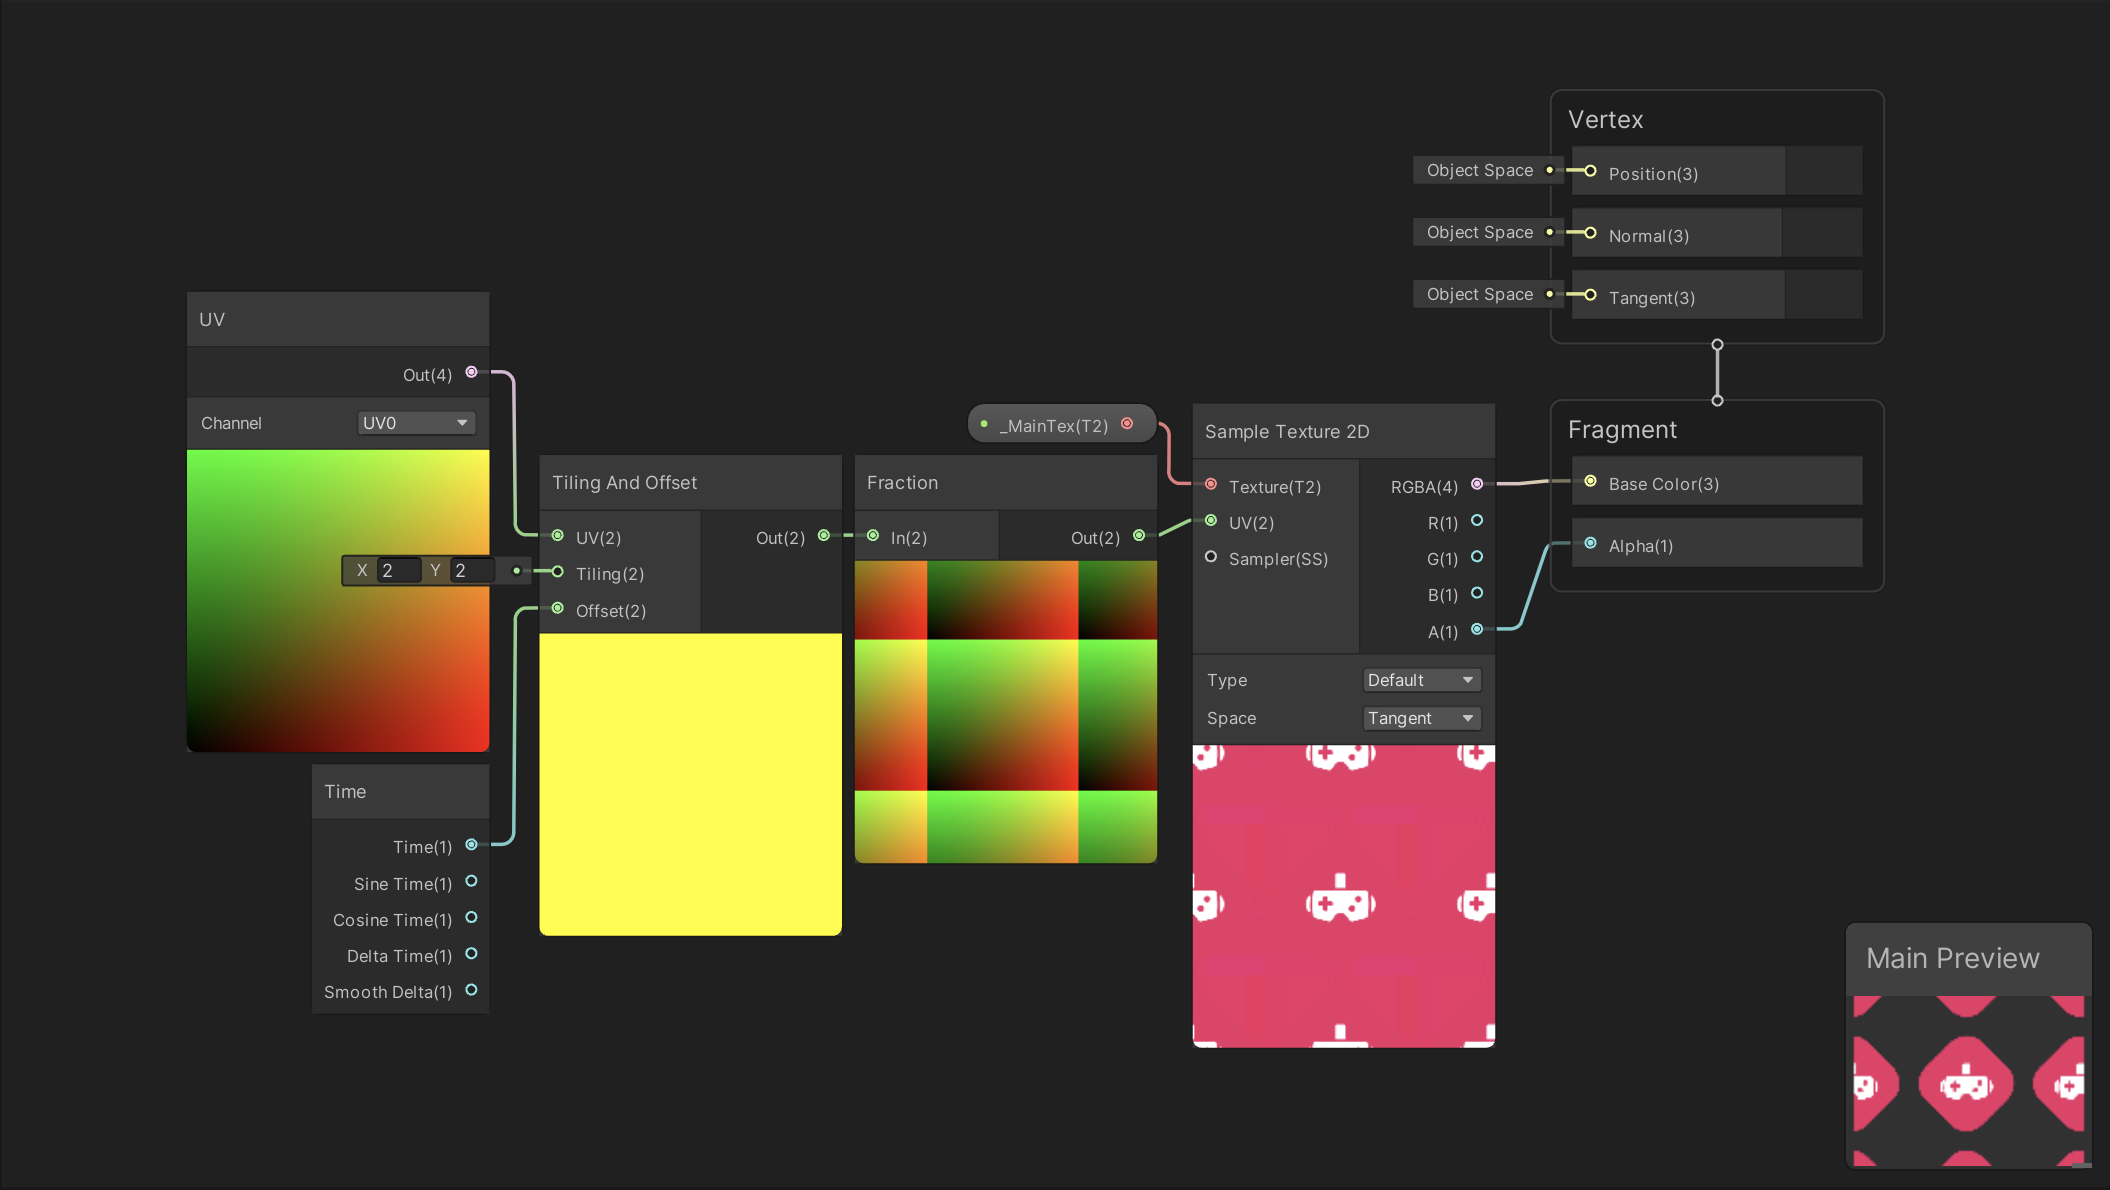 Vertex
Object Space
Position(3)
Object Space
Normal(3)
Object Space
Tangent(3)
UV
Out(4)
Channel
UV0
X 2 Y 2
Time
Time(1)
Sine Time(1)
Cosine Time(1)
Delta Time(1)
Smooth Delta(1)
Tiling And Offset
UV(2)
Out(2)
Tiling(2)
Offset(2)
Fraction
In(2)
Out(2)
_MainTex(T2)
Sample Texture 2D
Texture(T2)
RGBA(4)
UV(2)
R(1)
Sampler(SS)
G(1)
B(1)
A(1)
Type
Default
Space
Tangent
Fragment
Base Color(3)
Alpha(1)
Main Preview